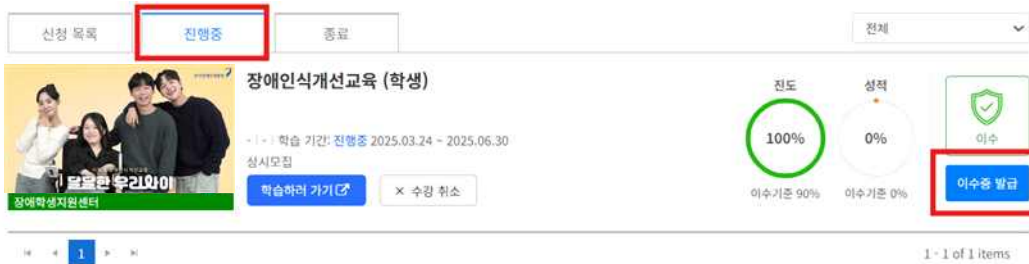 신청 목록
진행중
종료
전체
장애인식개선교육 (학생)
- | - | 학습 기간: 진행중 2025.03.24 ~ 2025.06.30
상시모집
학습하러 가기
× 수강 취소
달달한 우리와이
장애학생지원센터
진도
100%
이수기준 90%
성적
0%
이수기준 0%
이수
이수증 발급
1
1 - 1 of 1 items